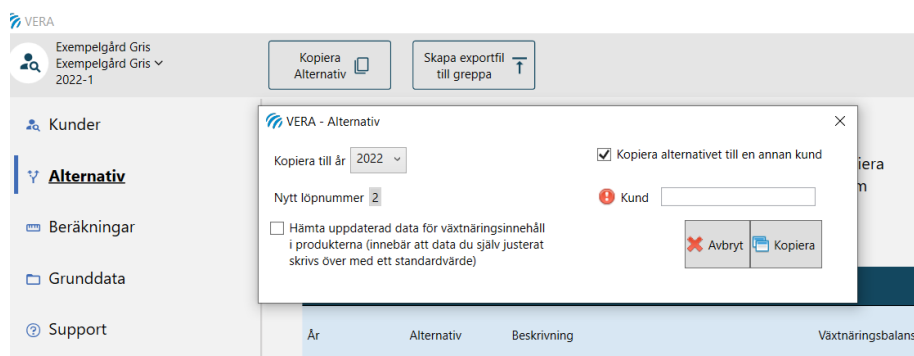 VERA
Exempelgård Gris
Exempelgård Gris
2022-1
Kopiera
Alternativ
Skapa exportfil
till greppa
Kunder
Alternativ
Beräkningar
Grunddata
Support
VERA - Alternativ
Kopiera till år 2022
Kopiera alternativet till en annan kund
Nytt löpnummer 2
Kund
Hämta uppdaterad data för växtnäringsinnehåll
i produkterna (innebär att data du själv justerat
skrivs över med ett standardvärde)
Avbryt
Kopiera
iera
m
År Alternativ Beskrivning Växtnäringsbalans